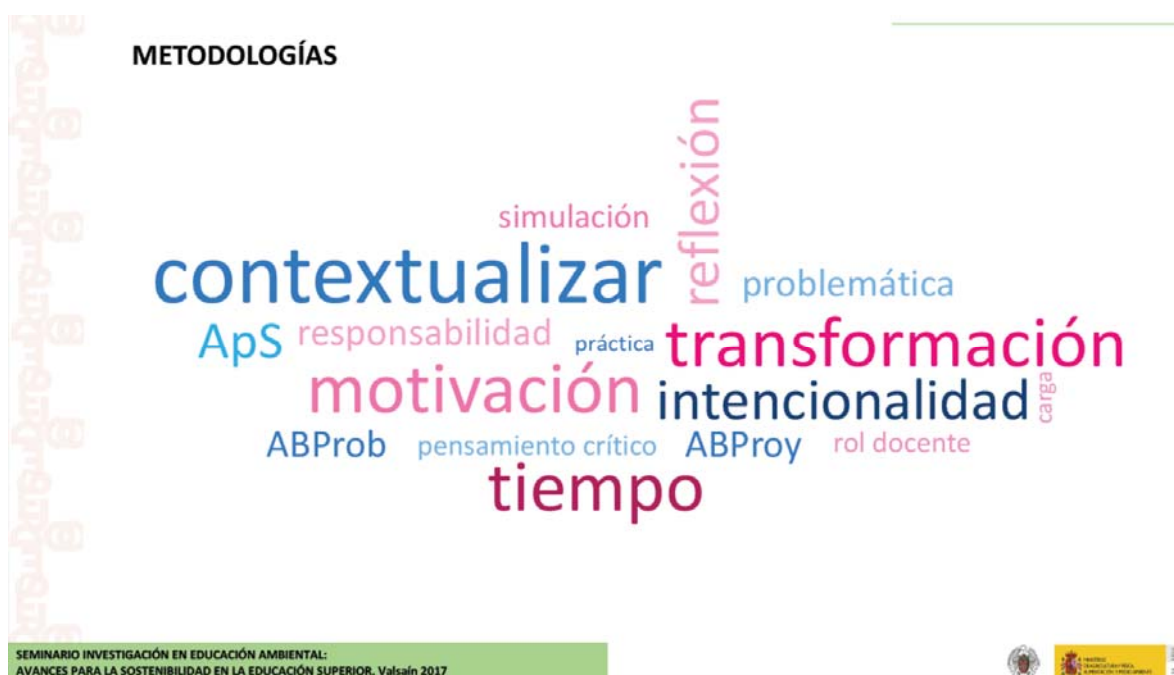 METODOLOGÍAS
reflexión
simulación
contextualizar
problemática
ApS responsabilidad práctica transformación
motivación intencionalidad carga
ABProb pensamiento crítico ABProy rol docente
tiempo
SEMINARIO INVESTIGACIÓN EN EDUCACIÓN AMBIENTAL:
AVANCES PARA LA SOSTENIBILIDAD EN LA EDUCACIÓN SUPERIOR. Valsaín 2017